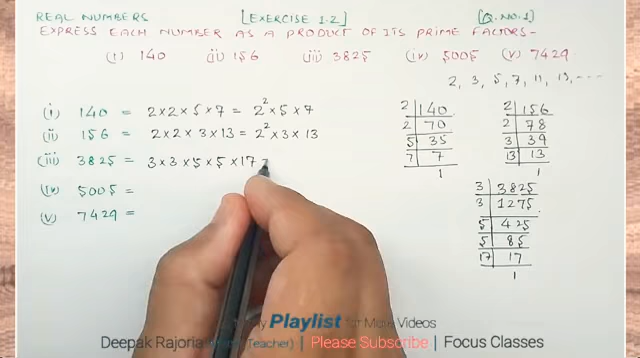 REAL NUMBERS [EXERCISE 1.2] [Q.NO.1]
EXPRESS EACH NUMBER AS A PRODUCT OF ITS PRIME FACTORS-
(i) 140 (ii) 156 (iii) 3825 (iv) 5005 (v) 7429
2, 3, 5, 7, 11, 13, ----
(i) 140 = 2×2×5×7 = 2²×5×7
(ii) 156 = 2×2×3×13 = 2²×3×13
(iii) 3825 = 3×3×5×5×17
(iv) 5005 =
(v) 7429 =
2 140
2 70
5 35
7 7
1
2 156
2 78
3 39
13 13
1
3 3825
3 1275
5 425
5 85
17 17
1
Playlist for More Videos
Deepak Rajoria Teacher) | Please Subscribe | Focus Classes